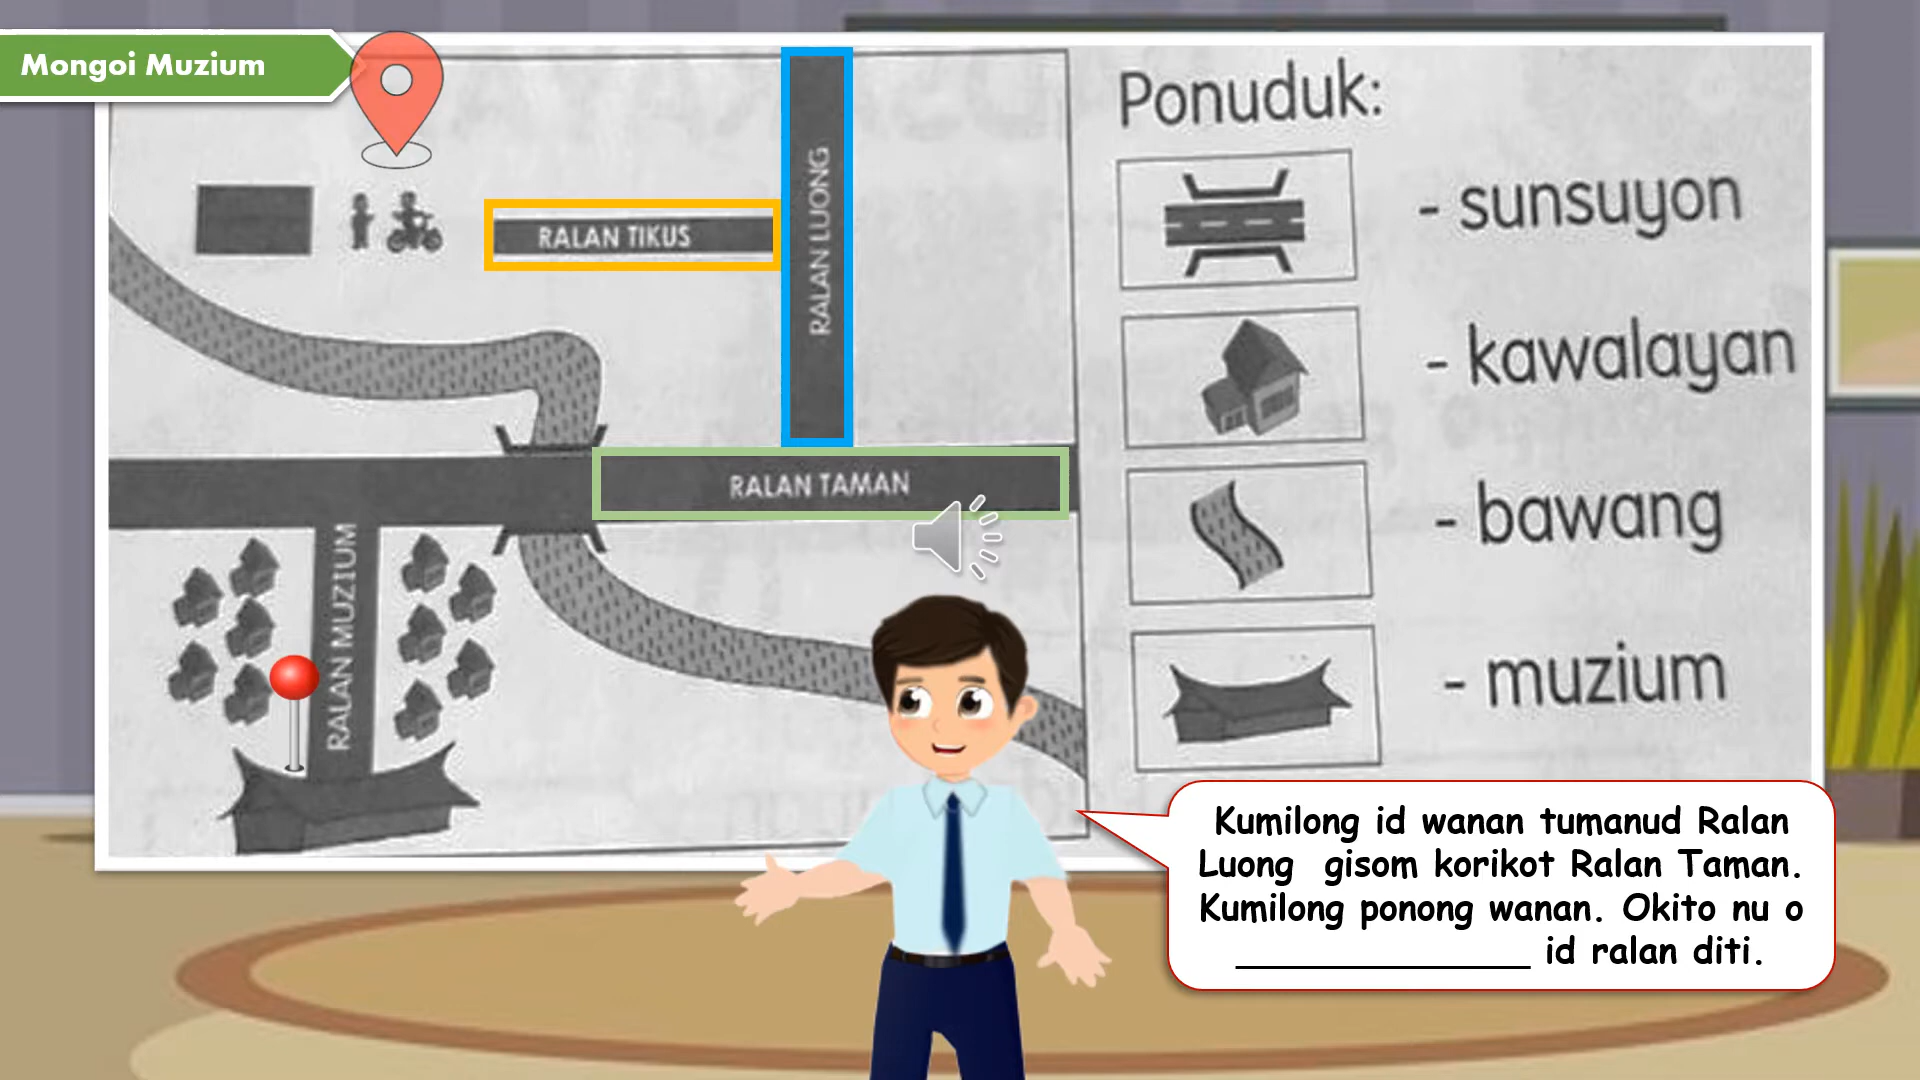 Mongoi Muzium
RALAN TIKUS
RALAN LUONG
RALAN TAMAN
RALAN MUZIUM
Ponuduk:
- sunsuyon
- kawalayan
- bawang
- muzium
Kumilong id wanan tumanud Ralan
Luong gisom korikot Ralan Taman.
Kumilong ponong wanan. Okito nu o
______________ id ralan diti.